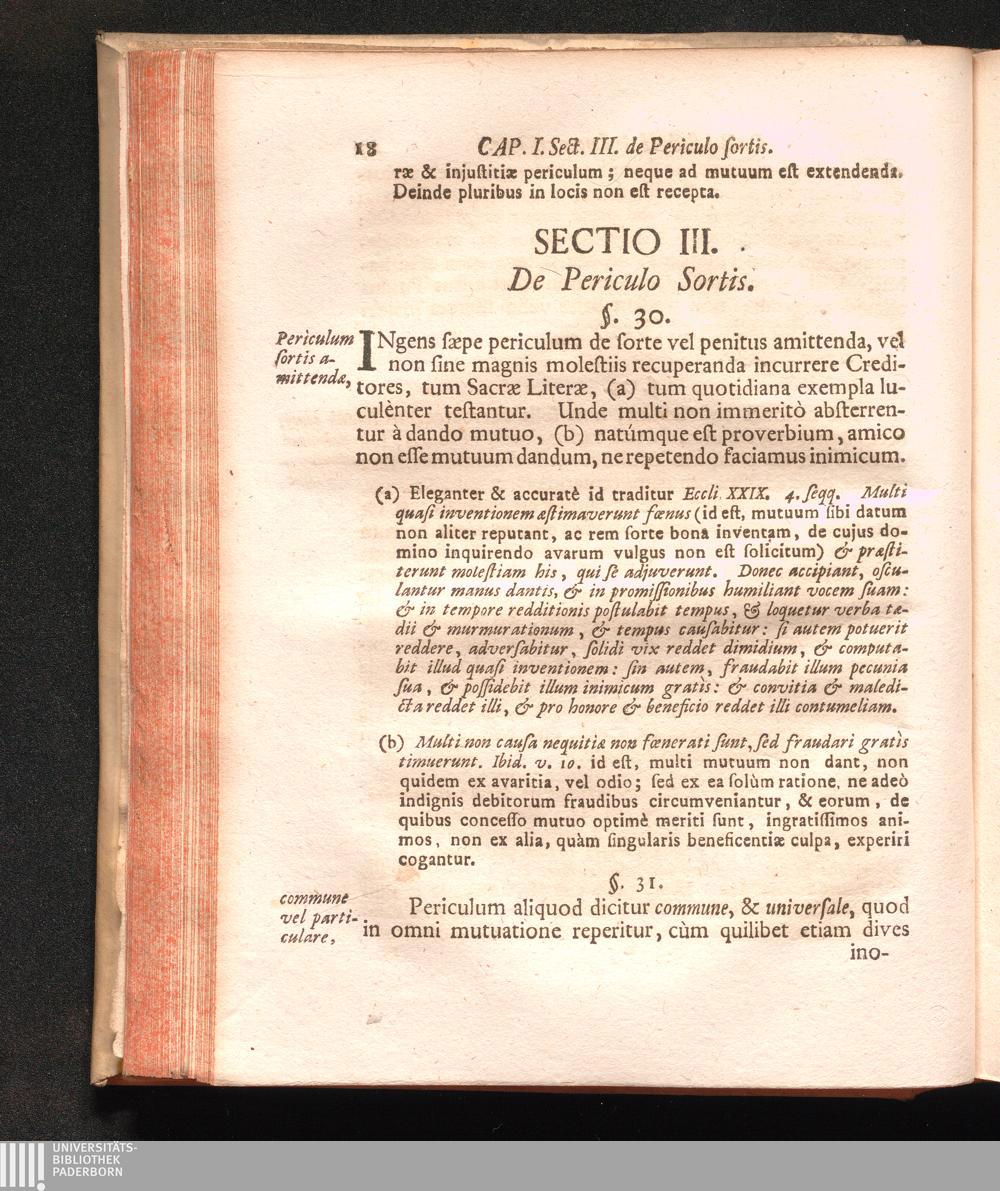 18 CAP. I. Sect. III. de Periculo ſortis.
ræ & injuſtitiæ periculum; neque ad mutuum eſt extendenda.
Deinde pluribus in locis non eſt recepta.
SECTIO III.
De Periculo Sortis.
§. 30.
Periculum
ſortis a-
mittendæ,
INgens ſæpe periculum de ſorte vel penitus amittenda, vel
non ſine magnis moleſtiis recuperanda incurrere Credi-
tores, tum Sacræ Literæ, (a) tum quotidiana exempla lu-
culènter teſtantur. Unde multi non immeritò abſterren-
tur à dando mutuo, (b) natúmque eſt proverbium, amico
non eſſe mutuum dandum, ne repetendo faciamus inimicum.
(a) Eleganter & accuratè id traditur Eccli. XXIX. 4. ſeqq. Multi
quaſi inventionem æſtimaverunt fœnus (id eſt, mutuum ſibi datum
non aliter reputant, ac rem ſorte bona inventam, de cujus do-
mino inquirendo avarum vulgus non eſt ſolicitum) & præſti-
terunt moleſtiam his, qui ſe adjuverunt. Donec accipiant, oſcu-
lantur manus dantis, & in promiſſionibus humiliant vocem ſuam:
& in tempore redditionis poſtulabit tempus, & loquetur verba tæ-
dii & murmurationum, & tempus cauſabitur: ſi autem potuerit
reddere, adverſabitur, ſolidi vix reddet dimidium, & computa-
bit illud quaſi inventionem: ſin autem, fraudabit illum pecunia
ſua, & poſſidebit illum inimicum gratìs: & convitia & maledi-
cta reddet illi, & pro honore & beneficio reddet illi contumeliam.
(b) Multi non cauſa nequitiæ non fœnerati ſunt, ſed fraudari gratìs
timuerunt. Ibid. v. 10. id eſt, multi mutuum non dant, non
quidem ex avaritia, vel odio; ſed ex ea ſolùm ratione, ne adeò
indignis debitorum fraudibus circumveniantur, & eorum, de
quibus conceſſo mutuo optimè meriti ſunt, ingratiſſimos ani-
mos, non ex alia, quàm ſingularis beneficentiæ culpa, experiri
cogantur.
§. 31.
commune
vel parti-
culare,
Periculum aliquod dicitur commune, & univerſale, quod
in omni mutuatione reperitur, cùm quilibet etiam dives
ino-
UNIVERSITÄTS-
BIBLIOTHEK
PADERBORN